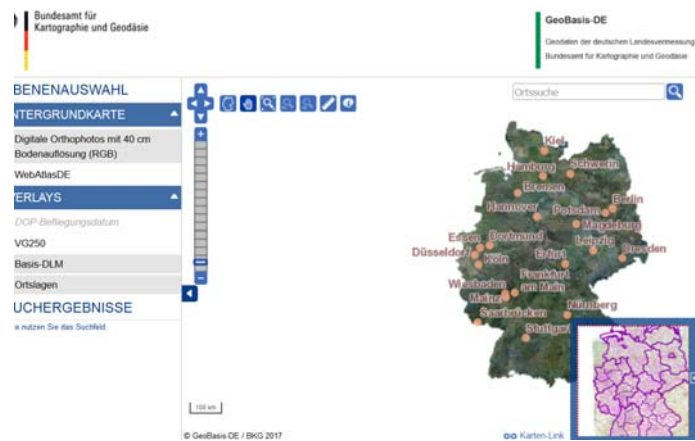 Bundesamt für
Kartographie und Geodäsie
GeoBasis-DE
Geodaten der deutschen Landesvermessung
Bundesamt für Kartographie und Geodäsie
BENENAUSWAHL
NTERGRUNDKARTE
Digitale Orthophotos mit 40 cm
Bodenauflösung (RGB)
WebAtlasDE
VERLAYS
DOP-Befliegungsdatum
VG250
Basis-DLM
Ortslagen
UCHERGEBNISSE
e nutzen Sie das Suchfeld.
Ortssuche
Kiel
Hamburg
Schwerin
Bremen
Hannover
Potsdam
Berlin
Magdeburg
Essen
Dortmund
Leipzig
Düsseldorf
Köln
Erfurt
Dresden
Wiesbaden
Frankfurt
am Main
Mainz
Saarbrücken
Nürnberg
Stuttgart
100 km
© GeoBasis-DE / BKG 2017
Karten-Link